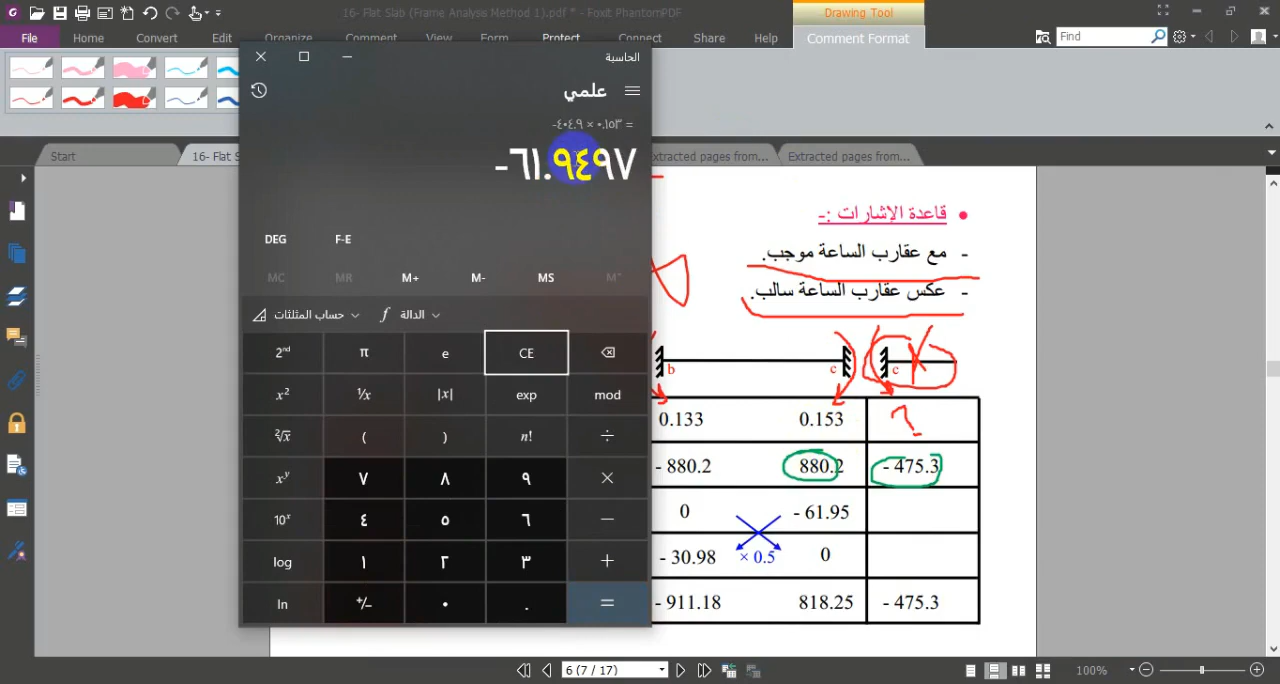 16- Flat Slab (Frame Analysis Method 1).pdf * - Foxit PhantomPDF
Drawing Tool
File Home Convert Edit Organize Comment View Form Protect Connect Share Help Comment Format
Find
الحاسبة
علمي
-٤٠٤.٩ × ٠.١٥٣ =
-٦١.٩٤٩٧
DEG F-E
MC MR M+ M- MS M˅
حساب المثلثات الدالة
2nd π e CE
x² ¹/x |x| exp mod
²√x ( ) n! ÷
xʸ ٧ ٨ ٩ ×
10ˣ ٤ ٥ ٦ −
log ١ ٢ ٣ +
ln +/− ٠ . =
Start
16- Flat S
xtracted pages from...
Extracted pages from...
• قاعدة الإشارات :-
- مع عقارب الساعة موجب.
- عكس عقارب الساعة سالب.
b c c
0.133 0.153 ?
- 880.2 880.2 - 475.3
0 - 61.95
- 30.98 × 0.5 0
- 911.18 818.25 - 475.3
6 (7 / 17)
100%